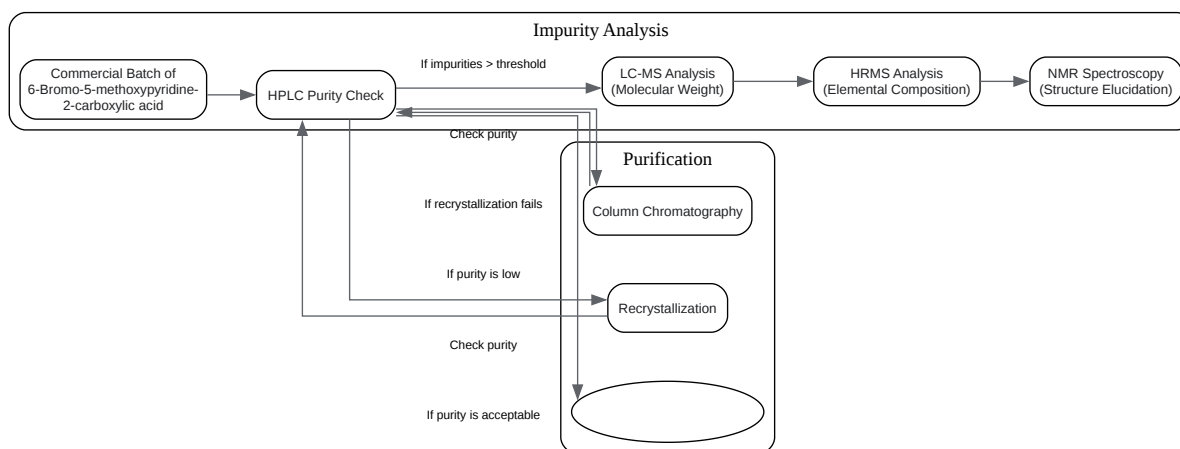 Impurity Analysis
Commercial Batch of
6-Bromo-5-methoxypyridine-
2-carboxylic acid
HPLC Purity Check
If impurities > threshold
LC-MS Analysis
(Molecular Weight)
HRMS Analysis
(Elemental Composition)
NMR Spectroscopy
(Structure Elucidation)
Check purity
Purification
If recrystallization fails
Column Chromatography
If purity is low
Recrystallization
Check purity
If purity is acceptable